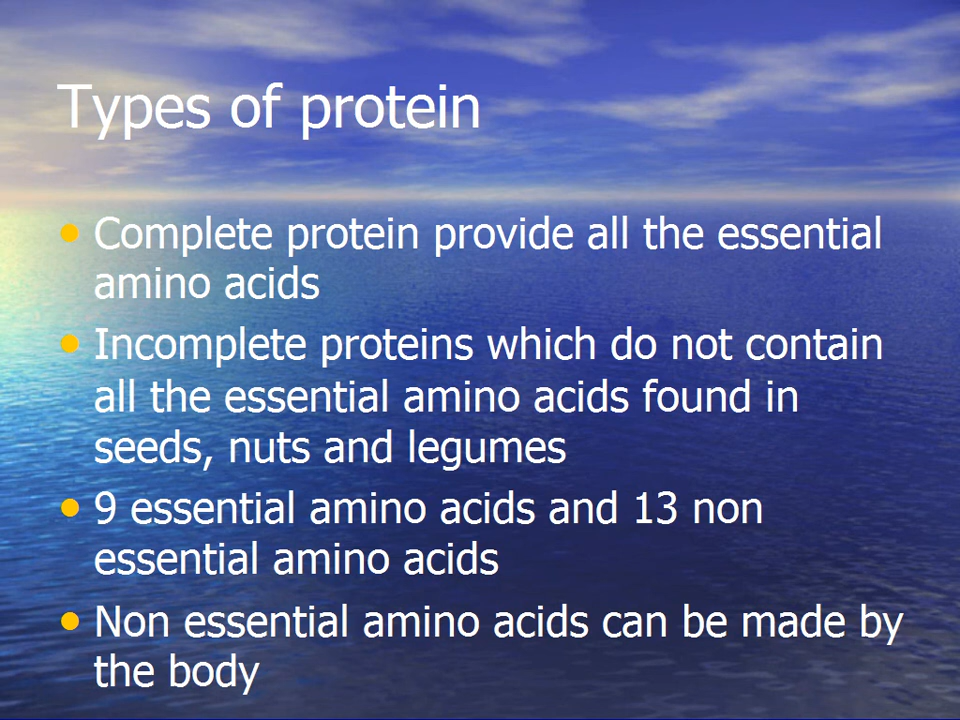 Types of protein
• Complete protein provide all the essential
amino acids
• Incomplete proteins which do not contain
all the essential amino acids found in
seeds, nuts and legumes
• 9 essential amino acids and 13 non
essential amino acids
• Non essential amino acids can be made by
the body